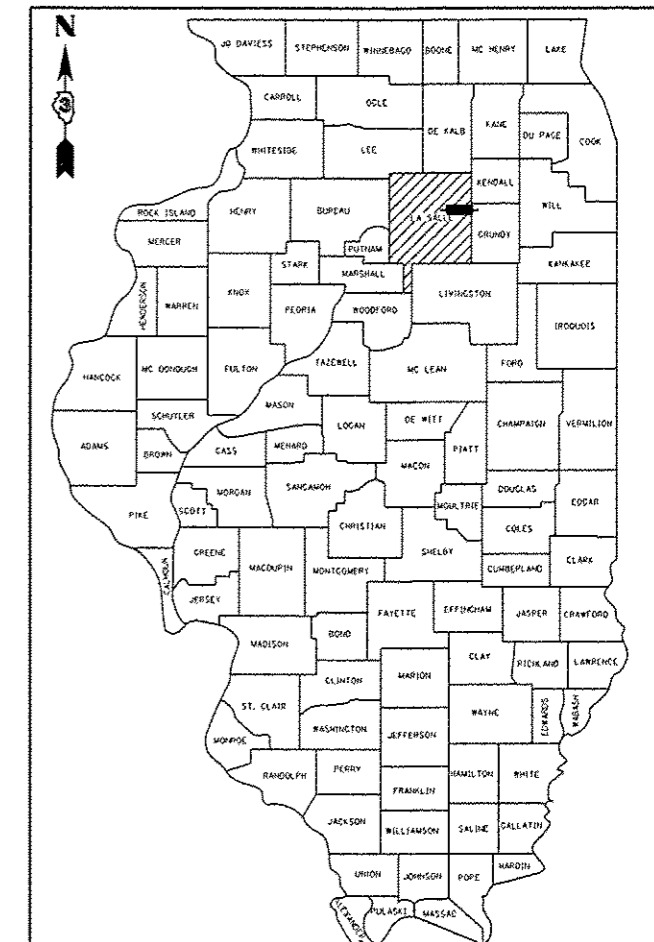 N
JO DAVIESS STEPHENSON WINNEBAGO BOONE MC HENRY LAKE
CARROLL OGLE DE KALB KANE DU PAGE COOK
WHITESIDE LEE KENDALL WILL
ROCK ISLAND HENRY BUREAU LA SALLE GRUNDY
MERCER PUTNAM KANKAKEE
HENDERSON WARREN KNOX STARK MARSHALL LIVINGSTON
PEORIA WOODFORD IROQUOIS
HANCOCK MC DONOUGH FULTON TAZEWELL MC LEAN FORD
SCHUYLER MASON LOGAN DE WITT CHAMPAIGN VERMILION
ADAMS BROWN CASS MENARD MACON PIATT
PIKE SCOTT MORGAN SANGAMON MOULTRIE DOUGLAS EDGAR
CHRISTIAN COLES
CALHOUN GREENE MACOUPIN MONTGOMERY SHELBY CUMBERLAND CLARK
JERSEY FAYETTE EFFINGHAM JASPER CRAWFORD
MADISON BOND CLAY RICHLAND LAWRENCE
CLINTON MARION
ST. CLAIR WAYNE EDWARDS WABASH
MONROE WASHINGTON JEFFERSON
RANDOLPH PERRY HAMILTON WHITE
FRANKLIN
JACKSON WILLIAMSON SALINE GALLATIN
UNION JOHNSON POPE HARDIN
ALEXANDER PULASKI MASSAC